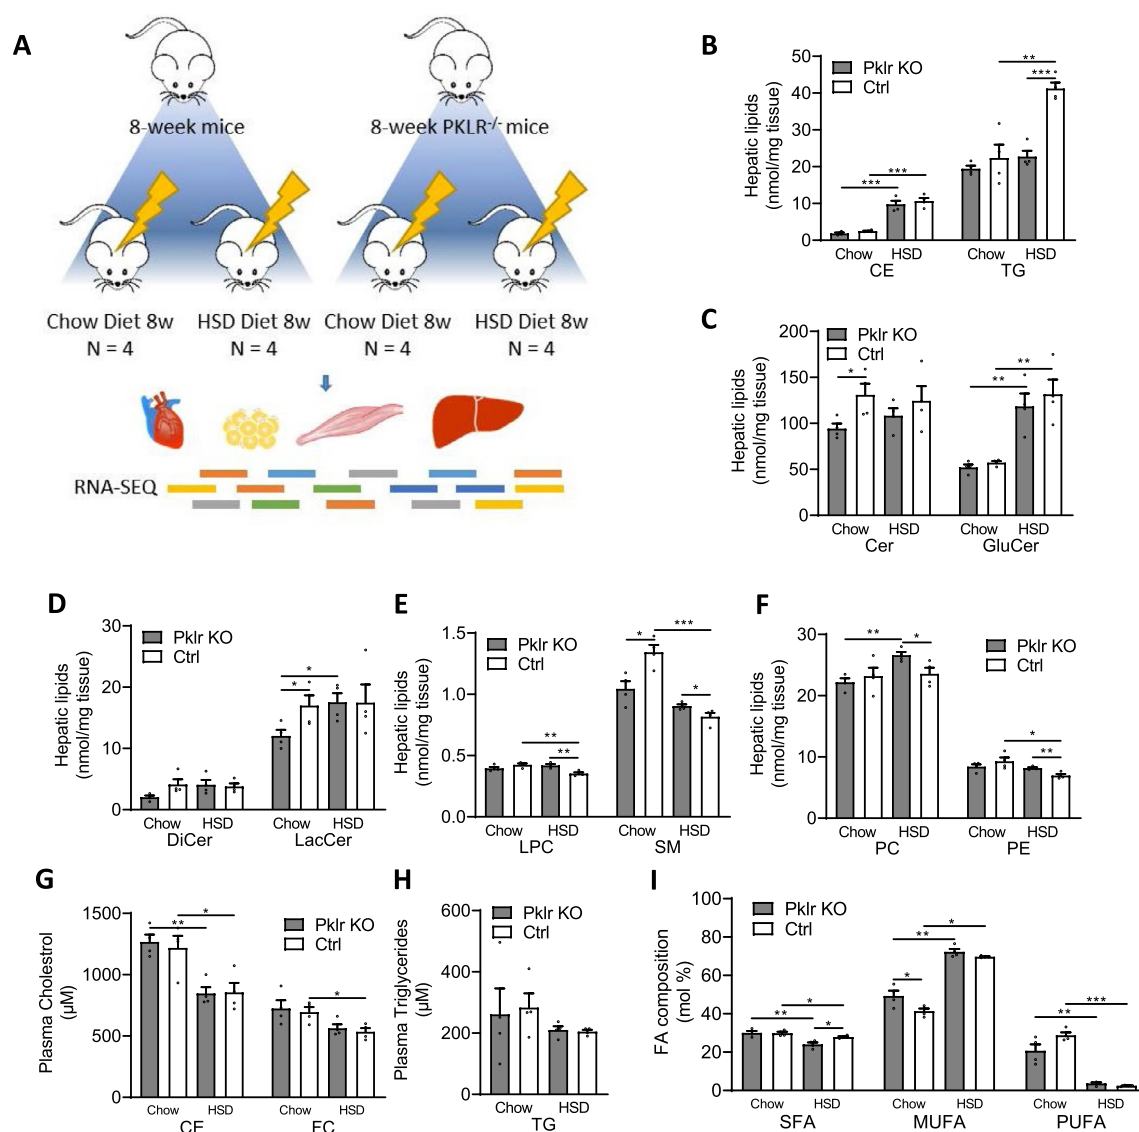 A
8-week mice
8-week PKLR-/- mice
Chow Diet 8w
HSD Diet 8w
Chow Diet 8w
HSD Diet 8w
N = 4
N = 4
N = 4
N = 4
RNA-SEQ
B
Hepatic lipids
(nmol/mg tissue)
50
40
30
20
10
0
Pklr KO
Ctrl
***
***
**
***
Chow
HSD
Chow
HSD
CE
TG
C
Hepatic lipids
(nmol/mg tissue)
200
150
100
50
0
Pklr KO
Ctrl
*
**
**
Chow
HSD
Chow
HSD
Cer
GluCer
D
Hepatic lipids
(nmol/mg tissue)
30
20
10
0
Pklr KO
Ctrl
*
*
Chow
HSD
Chow
HSD
DiCer
LacCer
E
Hepatic lipids
(nmol/mg tissue)
1.5
1.0
0.5
0.0
Pklr KO
Ctrl
**
**
*
***
*
Chow
HSD
Chow
HSD
LPC
SM
F
Hepatic lipids
(nmol/mg tissue)
30
20
10
0
Pklr KO
Ctrl
**
*
*
**
Chow
HSD
Chow
HSD
PC
PE
G
Plasma Cholestrol
(µM)
1500
1000
500
0
Pklr KO
Ctrl
*
**
*
Chow
HSD
Chow
HSD
CE
FC
H
Plasma Triglycerides
(µM)
600
400
200
0
Pklr KO
Ctrl
Chow
HSD
TG
I
FA composition
(mol %)
100
80
60
40
20
0
Pklr KO
Ctrl
*
**
*
*
**
*
***
**
Chow
HSD
Chow
HSD
Chow
HSD
SFA
MUFA
PUFA